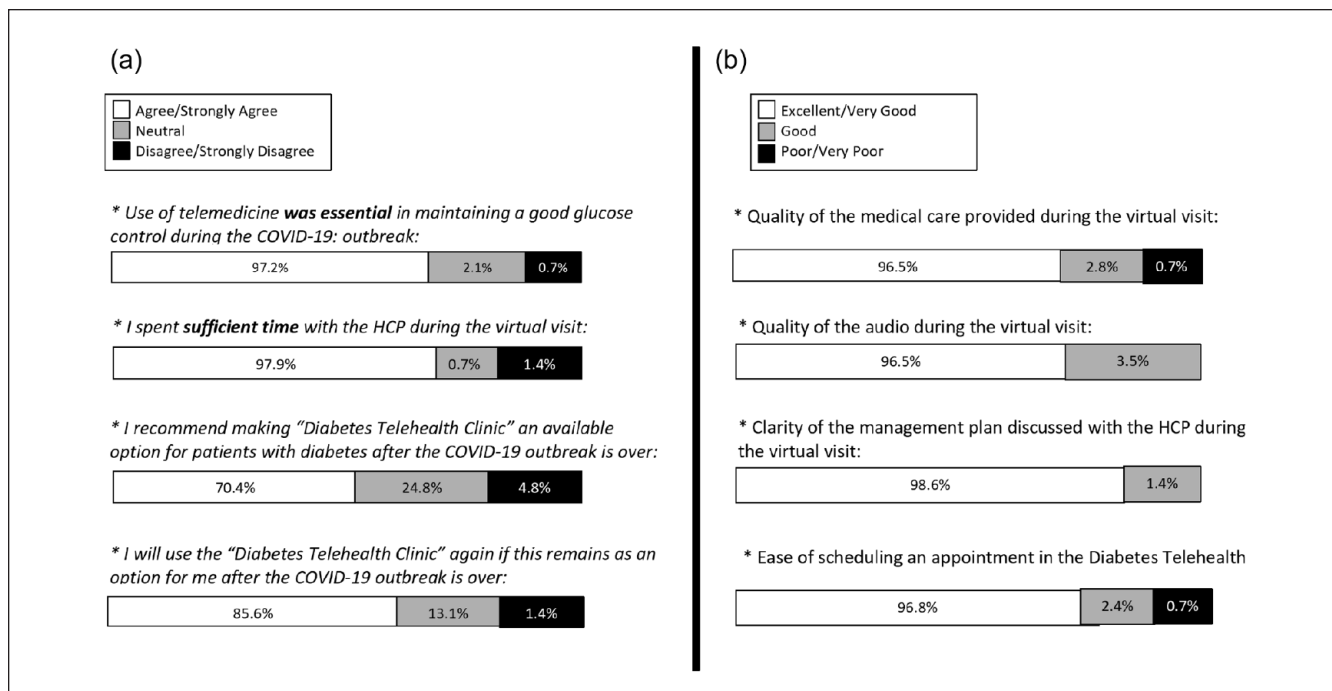 (a)
Agree/Strongly Agree
Neutral
Disagree/Strongly Disagree
* Use of telemedicine was essential in maintaining a good glucose
control during the COVID-19: outbreak:
97.2% 2.1% 0.7%
* I spent sufficient time with the HCP during the virtual visit:
97.9% 0.7% 1.4%
* I recommend making “Diabetes Telehealth Clinic” an available
option for patients with diabetes after the COVID-19 outbreak is over:
70.4% 24.8% 4.8%
* I will use the “Diabetes Telehealth Clinic” again if this remains as an
option for me after the COVID-19 outbreak is over:
85.6% 13.1% 1.4%
(b)
Excellent/Very Good
Good
Poor/Very Poor
* Quality of the medical care provided during the virtual visit:
96.5% 2.8% 0.7%
* Quality of the audio during the virtual visit:
96.5% 3.5%
* Clarity of the management plan discussed with the HCP during
the virtual visit:
98.6% 1.4%
* Ease of scheduling an appointment in the Diabetes Telehealth
96.8% 2.4% 0.7%